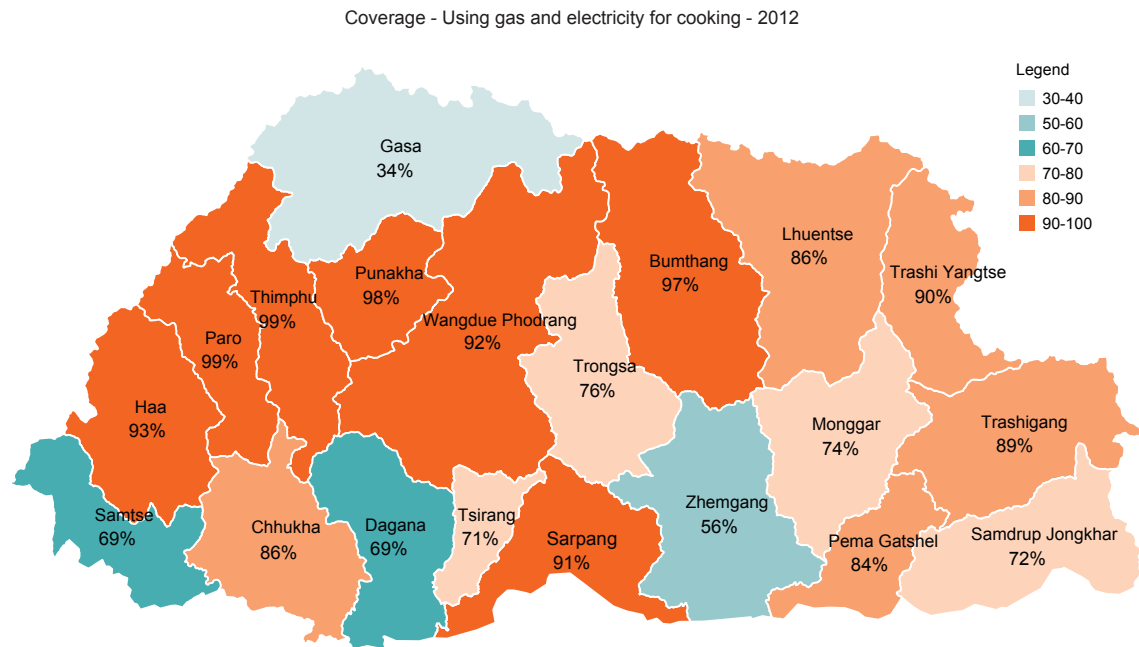 Coverage - Using gas and electricity for cooking - 2012
Legend
30-40
50-60
60-70
70-80
80-90
90-100
Gasa
34%
Lhuentse
86%
Bumthang
97%
Trashi Yangtse
90%
Punakha
98%
Thimphu
99%
Wangdue Phodrang
92%
Paro
99%
Trongsa
76%
Haa
93%
Monggar
74%
Trashigang
89%
Zhemgang
56%
Samtse
69%
Chhukha
86%
Dagana
69%
Tsirang
71%
Sarpang
91%
Pema Gatshel
84%
Samdrup Jongkhar
72%